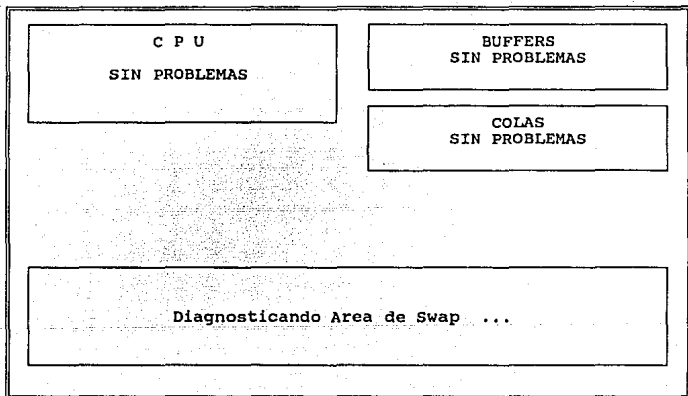 C P U
SIN PROBLEMAS
BUFFERS
SIN PROBLEMAS
COLAS
SIN PROBLEMAS
Diagnosticando Area de Swap ...